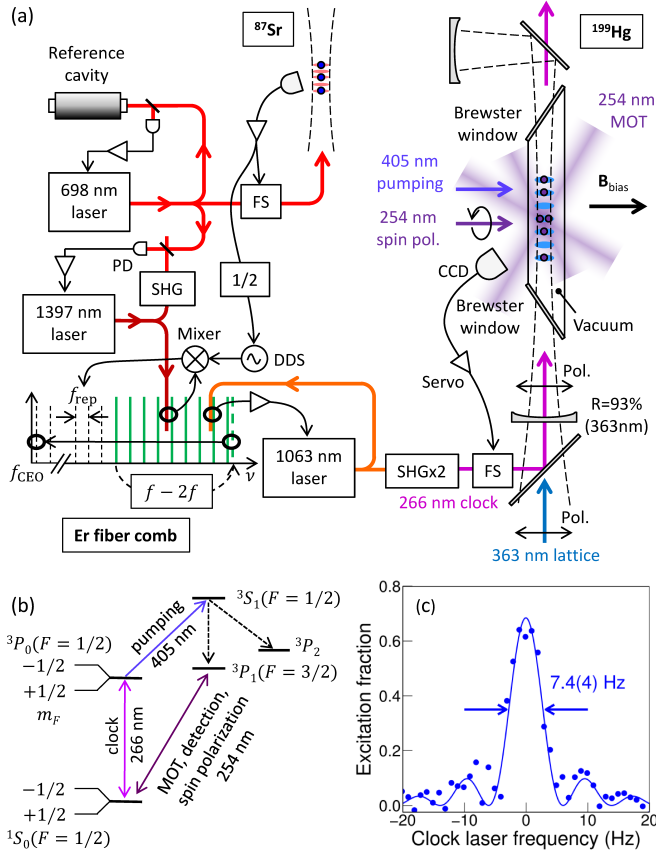 (a)
⁸⁷Sr
¹⁹⁹Hg
Reference
cavity
698 nm
laser
FS
PD
SHG
1/2
1397 nm
laser
Mixer
DDS
f_rep
f_CEO
f − 2f
ν
Er fiber comb
1063 nm
laser
SHGx2
FS
266 nm clock
Brewster
window
254 nm
MOT
405 nm
pumping
B_bias
254 nm
spin pol.
CCD
Brewster
window
Vacuum
Servo
Pol.
R=93%
(363nm)
Pol.
363 nm lattice
(b)
³S₁(F = 1/2)
³P₀(F = 1/2)
−1/2
+1/2
m_F
pumping
405 nm
³P₂
³P₁(F = 3/2)
clock
266 nm
MOT, detection,
spin polarization
254 nm
−1/2
+1/2
¹S₀(F = 1/2)
(c)
0.8
0.6
0.4
0.2
0.0
Excitation fraction
7.4(4) Hz
-20
-10
0
10
20
Clock laser frequency (Hz)